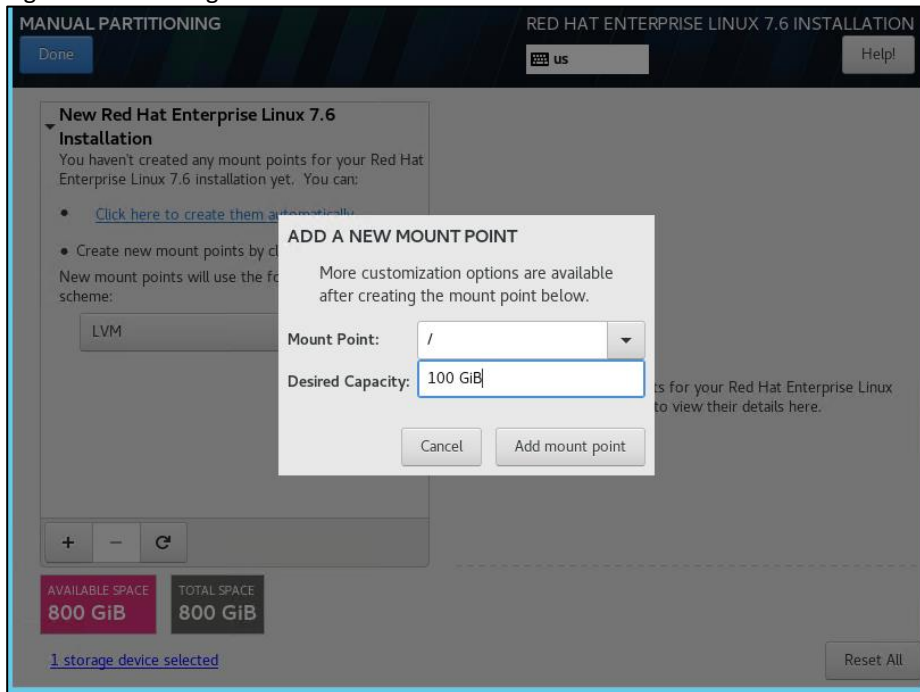 MANUAL PARTITIONING
RED HAT ENTERPRISE LINUX 7.6 INSTALLATION
Done
us
Help!
New Red Hat Enterprise Linux 7.6
Installation
You haven't created any mount points for your Red Hat
Enterprise Linux 7.6 installation yet. You can:
• Click here to create them automatically
• Create new mount points by
New mount points will use the
scheme:
LVM
ADD A NEW MOUNT POINT
More customization options are available
after creating the mount point below.
Mount Point: /
Desired Capacity: 100 GiB
Cancel
Add mount point
for your Red Hat Enterprise Linux
to view their details here.
+ −
AVAILABLE SPACE
800 GiB
TOTAL SPACE
800 GiB
1 storage device selected
Reset All